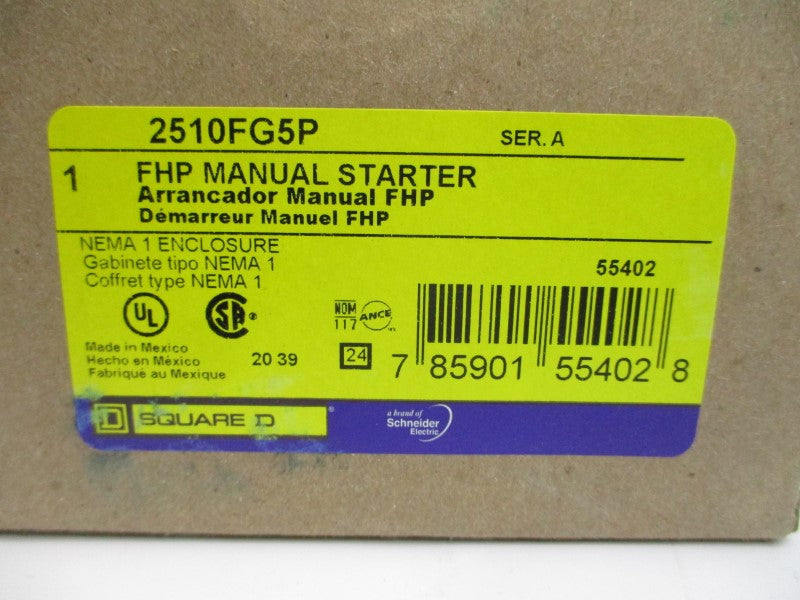 2510FG5P SER. A
1 FHP MANUAL STARTER
Arrancador Manual FHP
Démarreur Manuel FHP
NEMA 1 ENCLOSURE
Gabinete tipo NEMA 1
Coffret type NEMA 1
55402
UL
SA ®
NOM
117
ANCE
Made in Mexico
Hecho en México
Fabriqué au Mexique
20 39
24
7 85901 55402 8
D SQUARE D ®
a brand of
Schneider
Electric